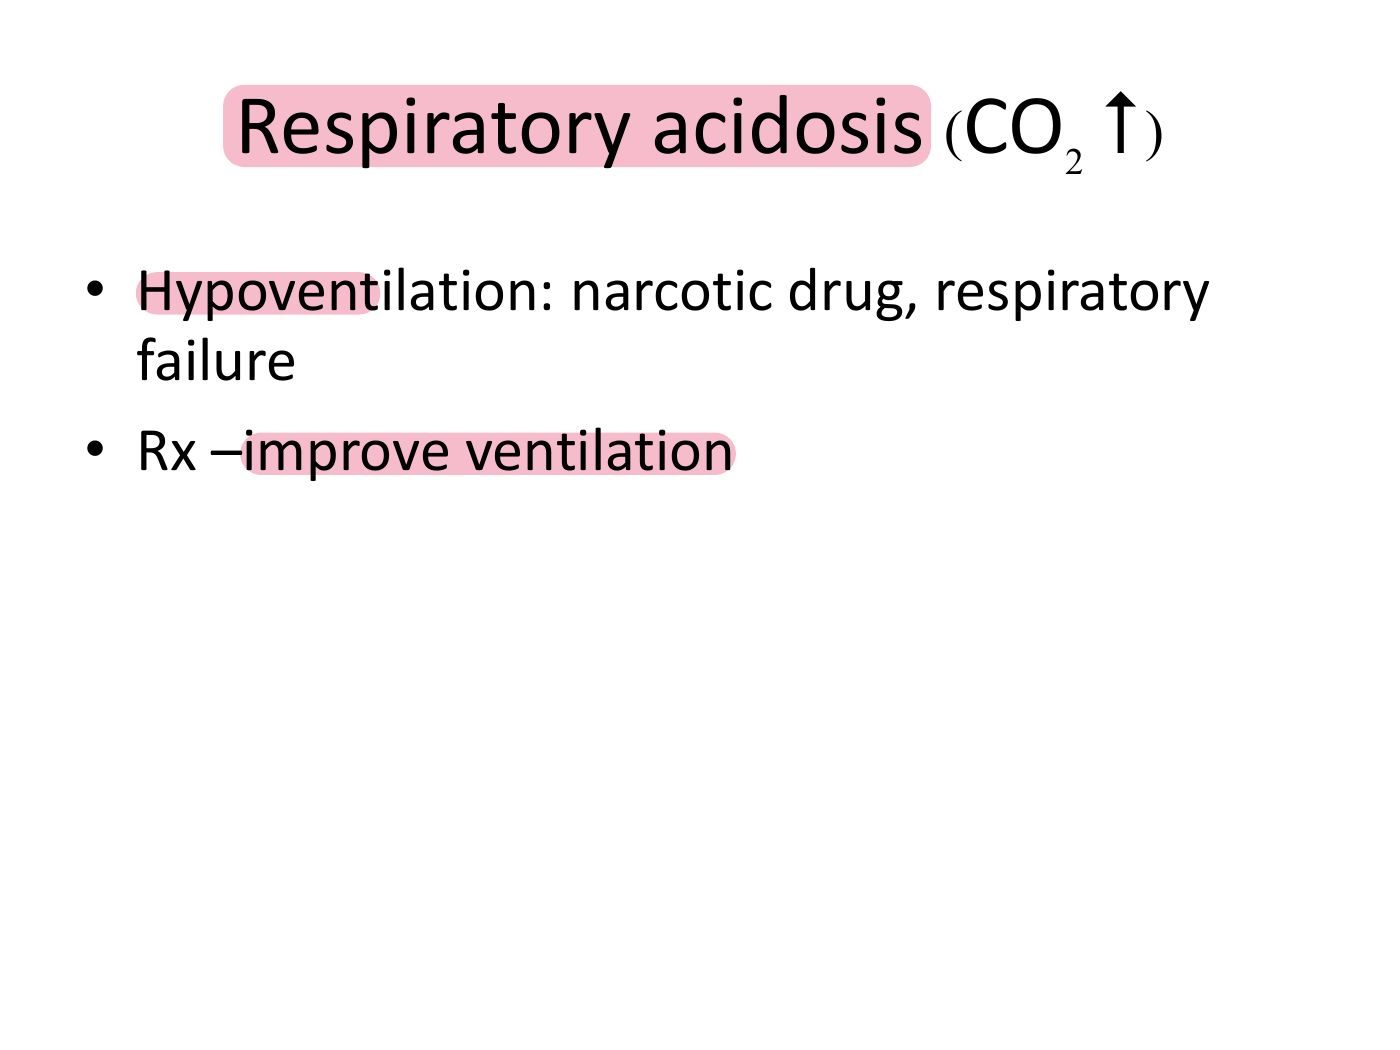 Respiratory acidosis (CO₂ ↑)
• Hypoventilation: narcotic drug, respiratory
failure
• Rx –improve ventilation